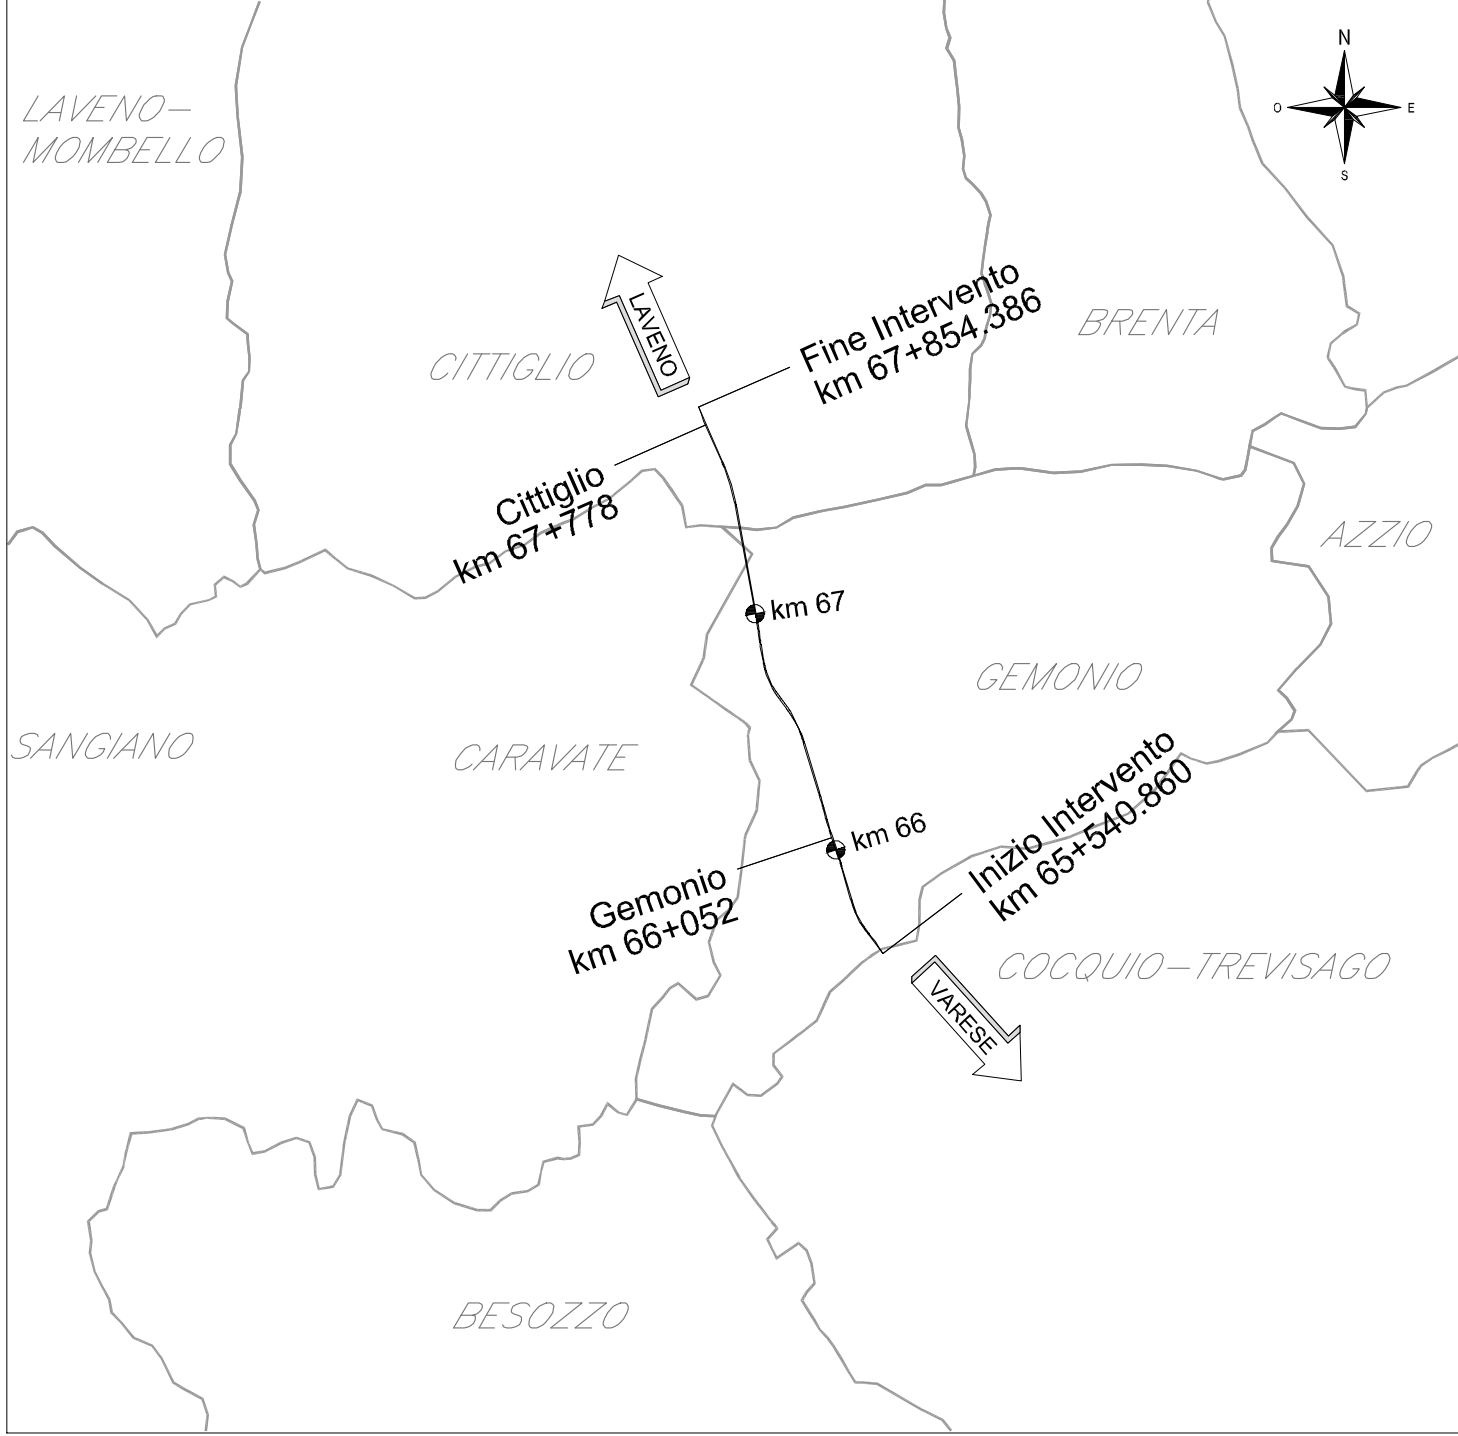 N
O
E
S
LAVENO-
MOMBELLO
LAVENO
Fine Intervento
km 67+854.386
BRENTA
CITTIGLIO
Cittiglio
km 67+778
AZZIO
km 67
GEMONIO
SANGIANO
CARAVATE
Inizio Intervento
km 65+540.860
km 66
Gemonio
km 66+052
COCQUIO-TREVISAGO
VARESE
BESOZZO